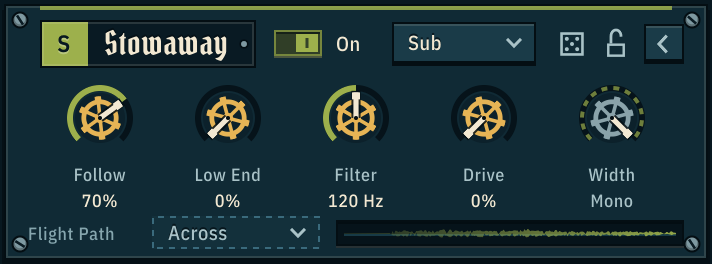 S Stowaway On Sub
Follow Low End Filter Drive Width
70% 0% 120 Hz 0% Mono
Flight Path Across